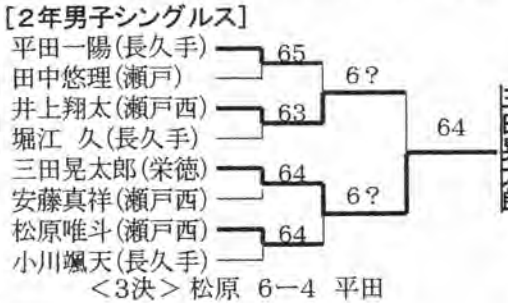 [2年男子シングルス]
平田一陽(長久手)
65
田中悠理(瀬戸)
6?
井上翔太(瀬戸西)
63
堀江 久(長久手)
64
三田晃太郎(栄徳)
64
安藤真祥(瀬戸西)
6?
松原唯斗(瀬戸西)
64
小川颯天(長久手)
<3決> 松原 6-4 平田